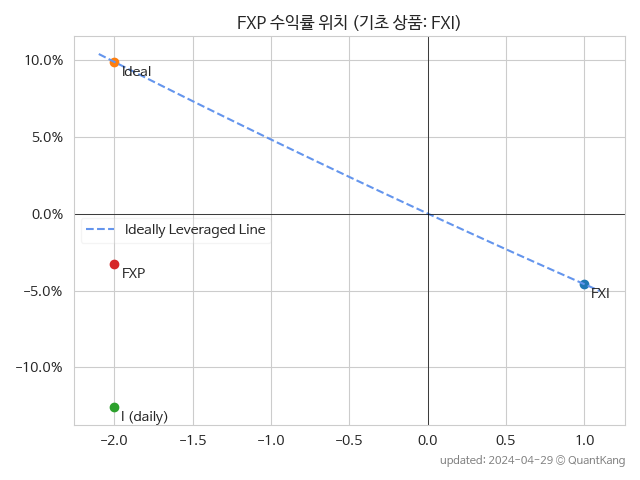 FXP 수익률 위치 (기초 상품: FXI)
10.0%
Ideal
5.0%
0.0%
Ideally Leveraged Line
FXP
−5.0%
FXI
−10.0%
I (daily)
−2.0 −1.5 −1.0 −0.5 0.0 0.5 1.0
updated: 2024-04-29 © QuantKang